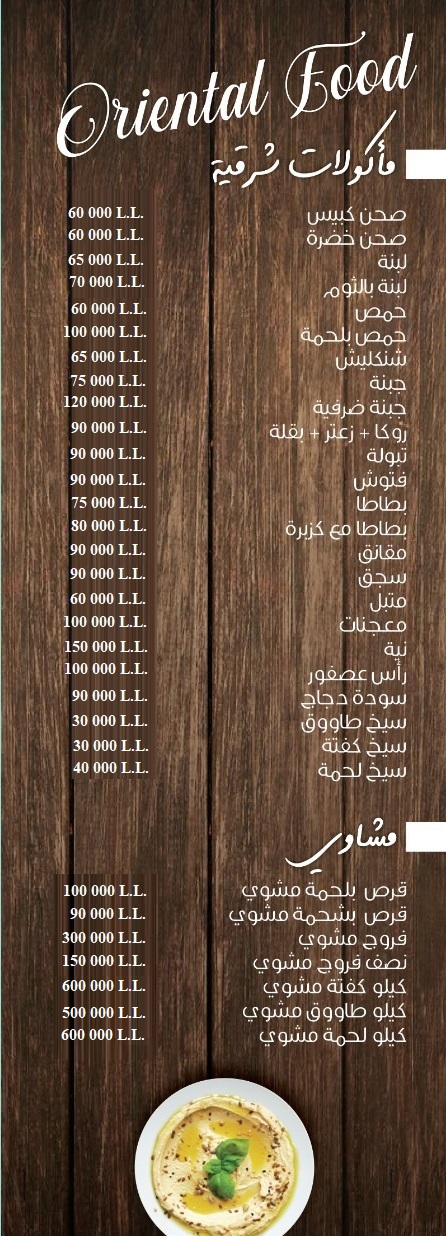 Oriental Food
مأكولات شرقية
صحن كبيس 60 000 L.L.
صحن خضرة 60 000 L.L.
لبنة 65 000 L.L.
لبنة بالثوم 70 000 L.L.
حمص 60 000 L.L.
حمص بلحمة 100 000 L.L.
شنكليش 65 000 L.L.
جبنة 75 000 L.L.
جبنة ضرفية 120 000 L.L.
روكا + زعتر + بقلة 90 000 L.L.
تبولة 90 000 L.L.
فتوش 90 000 L.L.
بطاطا 75 000 L.L.
بطاطا مع كزبرة 80 000 L.L.
مقانق 90 000 L.L.
سجق 90 000 L.L.
متبل 60 000 L.L.
معجنات 100 000 L.L.
نية 150 000 L.L.
رأس عصفور 100 000 L.L.
سودة دجاج 90 000 L.L.
سيخ طاووق 30 000 L.L.
سيخ كفتة 30 000 L.L.
سيخ لحمة 40 000 L.L.
مشاوي
قرص بلحمة مشوي 100 000 L.L.
قرص بشحمة مشوي 90 000 L.L.
فروج مشوي 300 000 L.L.
نصف فروج مشوي 150 000 L.L.
كيلو كفتة مشوي 600 000 L.L.
كيلو طاووق مشوي 500 000 L.L.
كيلو لحمة مشوي 600 000 L.L.